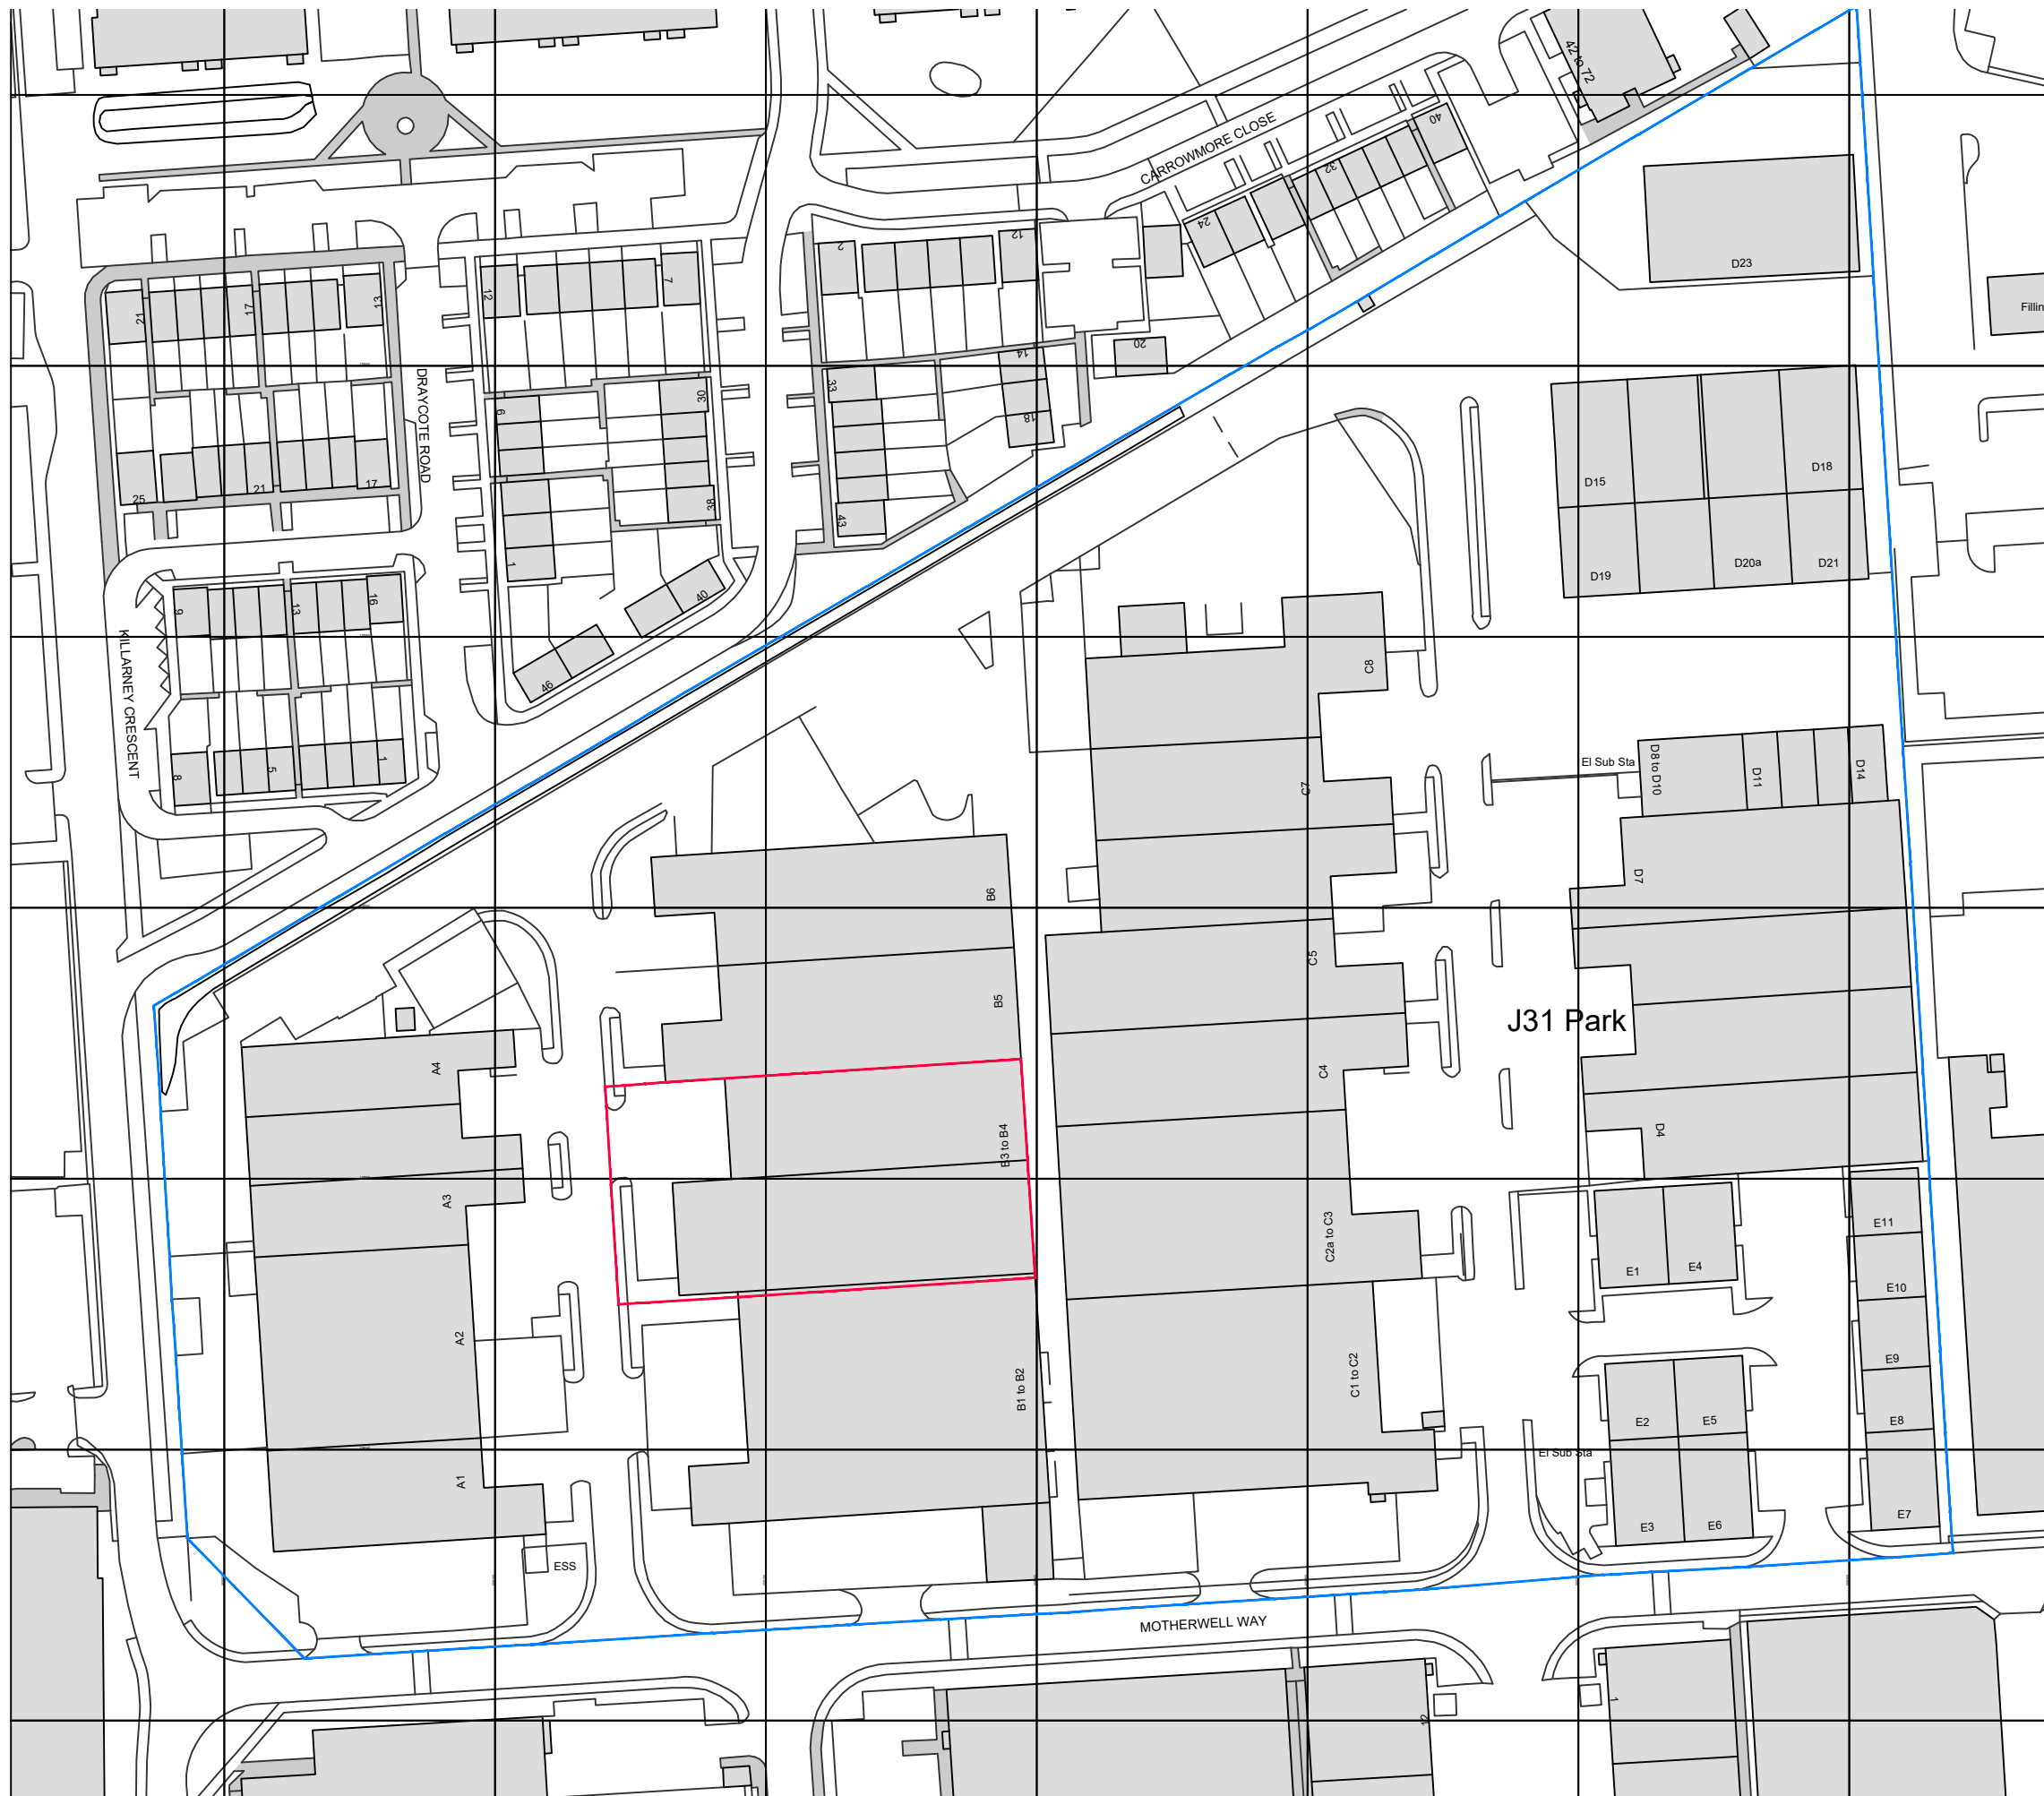 42 to 72
CARROWMORE CLOSE
40
32
24
12
2
20
14
18
33
43
D23
Fillin
21
17
13
12
7
DRAYCOTE ROAD
25
21
17
6
30
38
1
40
46
9
13
16
KILLARNEY CRESCENT
8
5
1
D15
D18
D19
D20a
D21
C8
C7
El Sub Sta
D8 to D10
D11
D14
D7
B6
B5
C5
C4
J31 Park
A4
B3 to B4
D4
A3
C2a to C3
E11
E1
E4
E10
A2
B1 to B2
C1 to C2
E9
E2
E5
E8
El Sub Sta
A1
E3
E6
E7
ESS
MOTHERWELL WAY
12
1